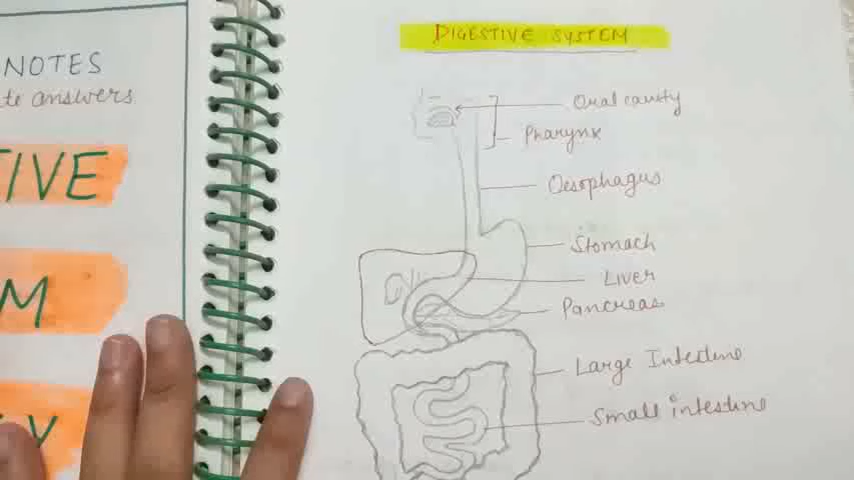 NOTES
te answers
TIVE
M
Y
DIGESTIVE SYSTEM
Oral cavity
Pharynx
Oesophagus
Stomach
LIVER
Pancreas
Large Intestine
Small intestine